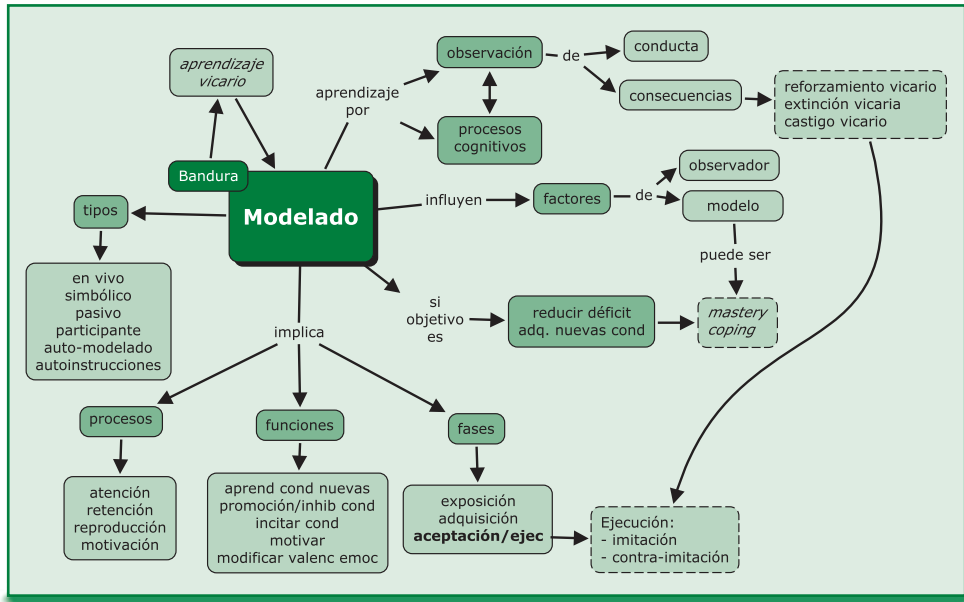 aprendizaje
vicario
Bandura
Modelado
aprendizaje
por
observación
procesos
cognitivos
de
conducta
consecuencias
reforzamiento vicario
extinción vicaria
castigo vicario
influyen
factores
de
observador
modelo
puede ser
mastery
coping
si
objetivo
es
reducir déficit
adq. nuevas cond
tipos
en vivo
simbólico
pasivo
participante
auto-modelado
autoinstrucciones
implica
procesos
atención
retención
reproducción
motivación
funciones
aprend cond nuevas
promoción/inhib cond
incitar cond
motivar
modificar valenc emoc
fases
exposición
adquisición
aceptación/ejec
Ejecución:
- imitación
- contra-imitación